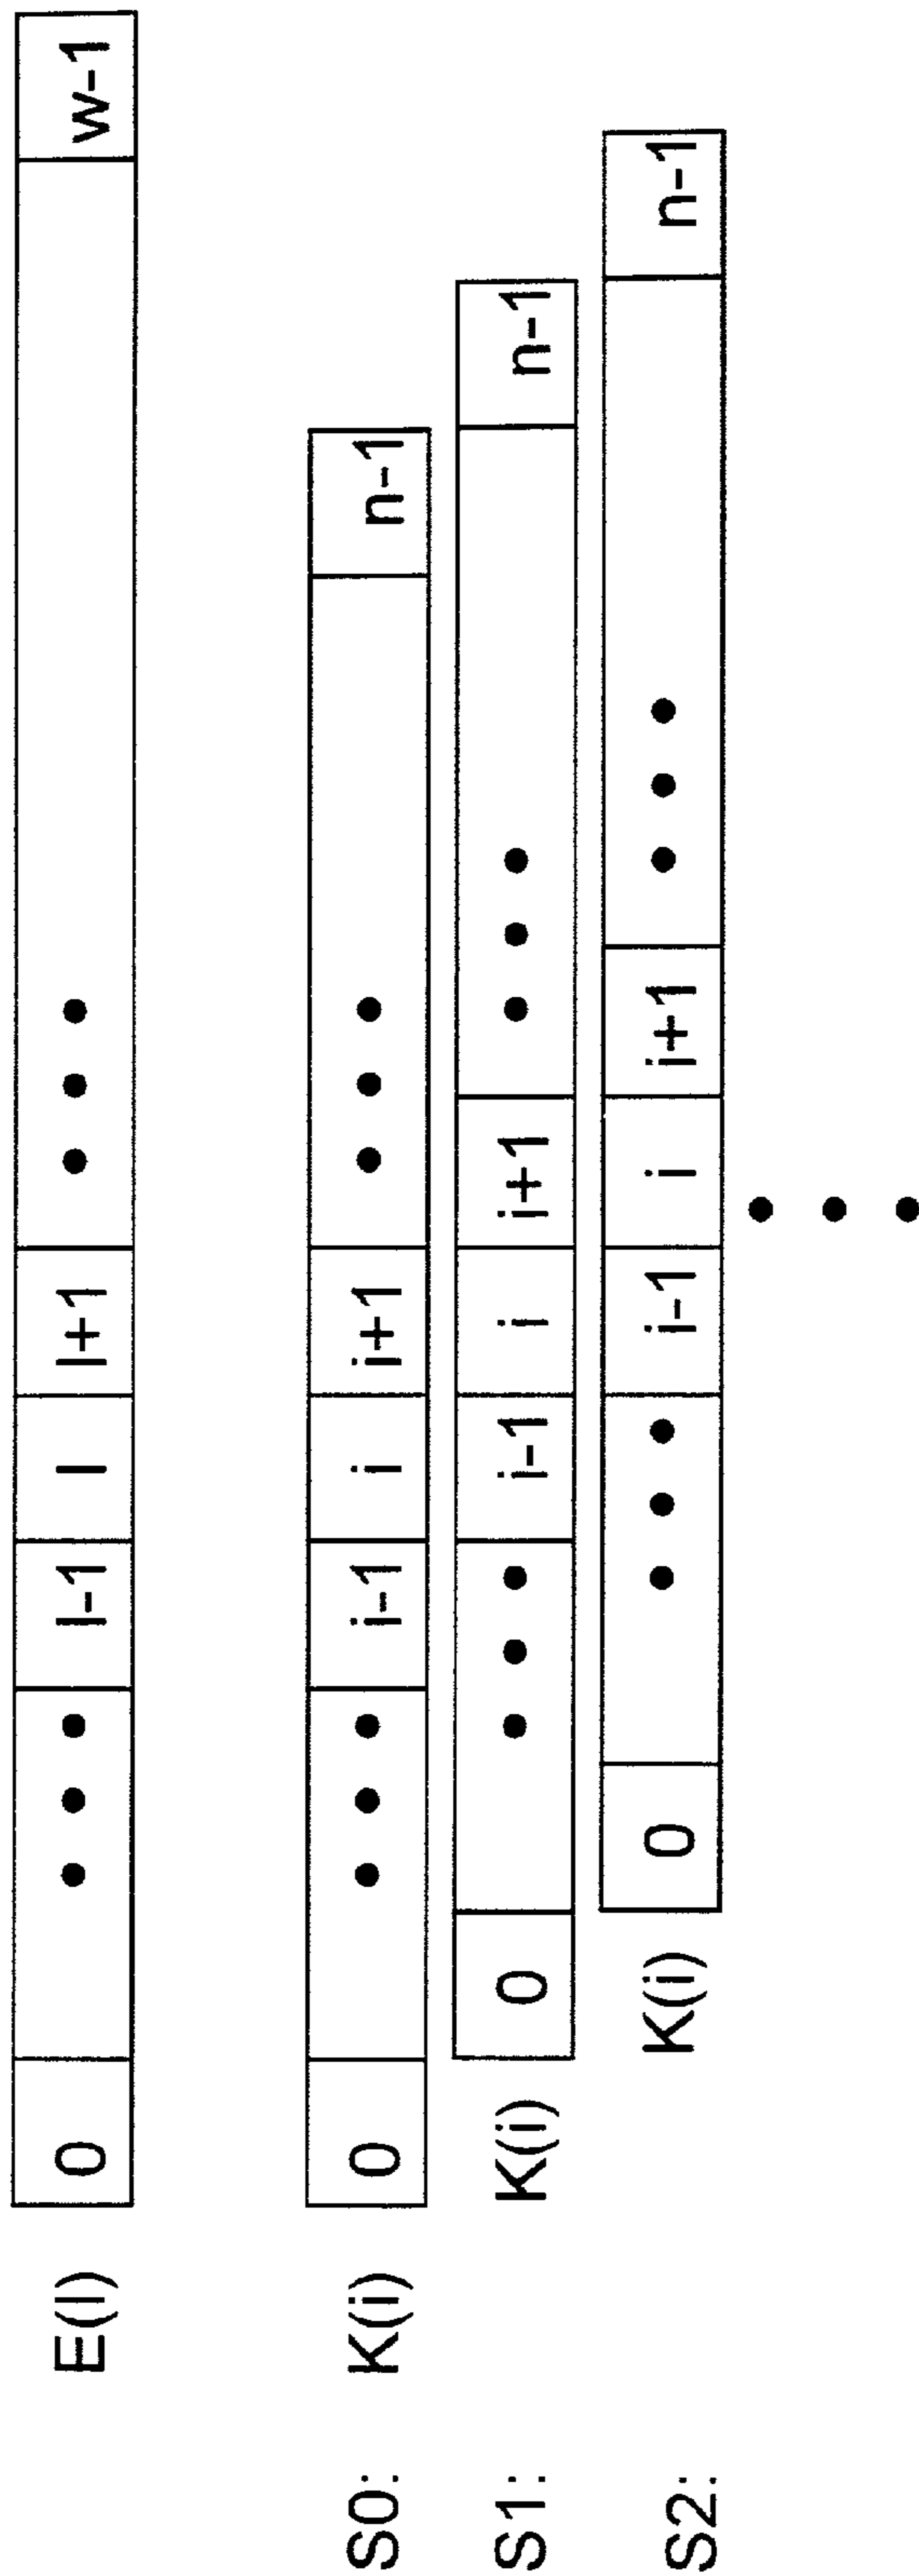 E(l) 0 • • • l-1 l l+1 • • • w-1
S0: K(i) 0 • • • i-1 i i+1 • • • n-1
S1: K(i) 0 • • • i-1 i i+1 • • • n-1
S2: K(i) 0 • • • i-1 i i+1 • • • n-1
• • •